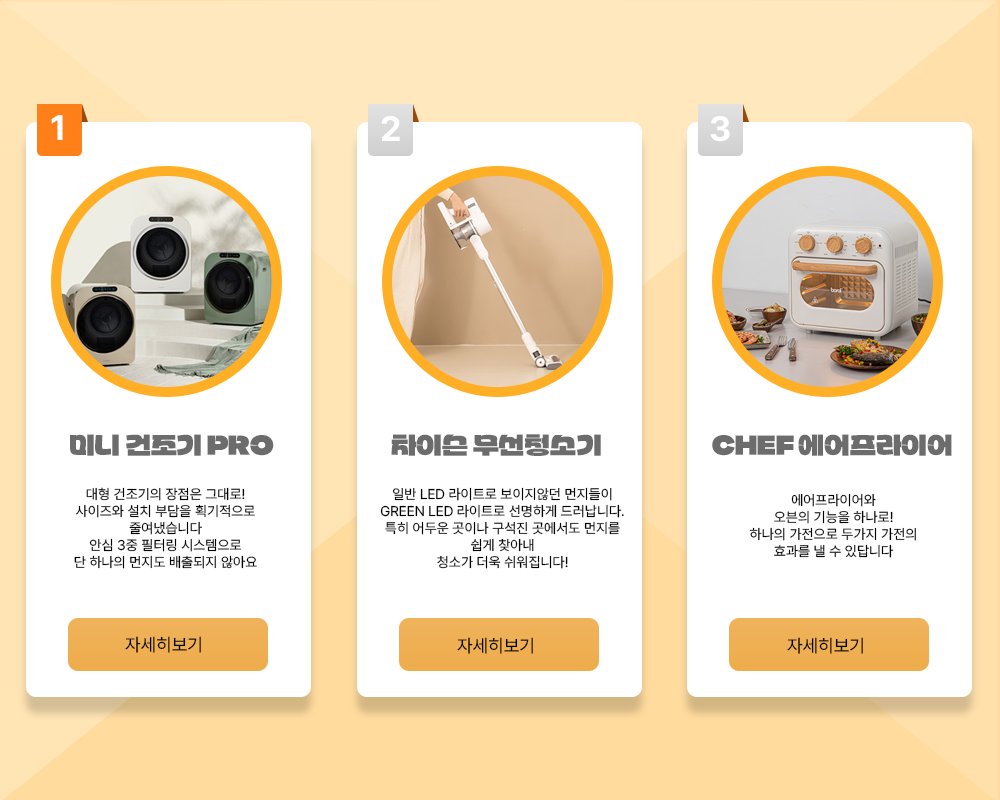 1
미니 건조기 PRO
대형 건조기의 장점은 그대로!
사이즈와 설치 부담을 획기적으로
줄여냈습니다
안심 3중 필터링 시스템으로
단 하나의 먼지도 배출되지 않아요
자세히보기
2
차이슨 무선청소기
일반 LED 라이트로 보이지않던 먼지들이
GREEN LED 라이트로 선명하게 드러납니다.
특히 어두운 곳이나 구석진 곳에서도 먼지를
쉽게 찾아내
청소가 더욱 쉬워집니다!
자세히보기
3
CHEF 에어프라이어
에어프라이어와
오븐의 기능을 하나로!
하나의 가전으로 두가지 가전의
효과를 낼 수 있답니다
자세히보기